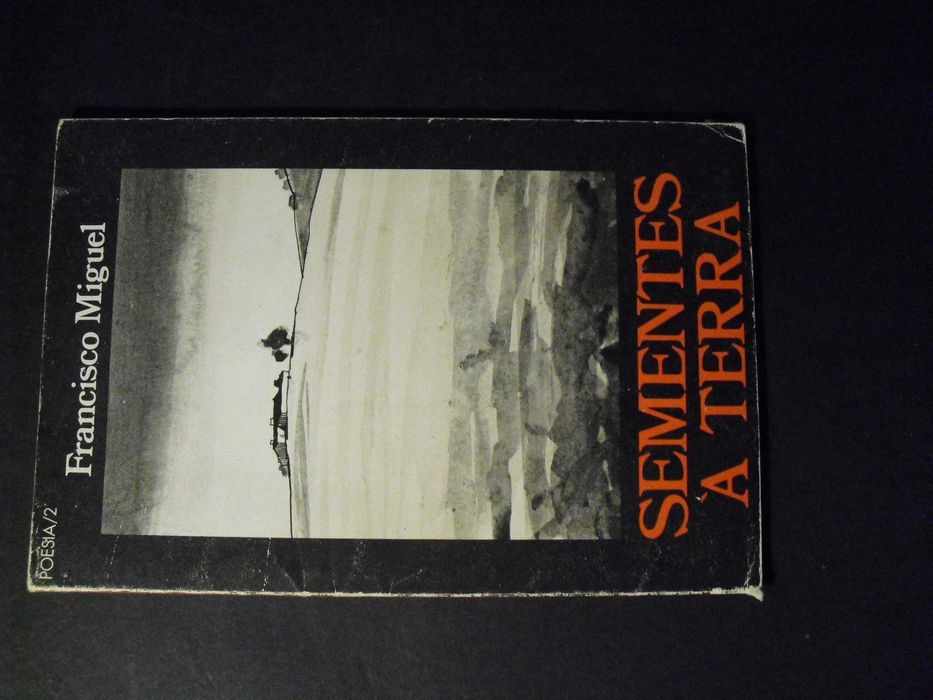 POESIA/2
Francisco Miguel
SEMENTES
À TERRA